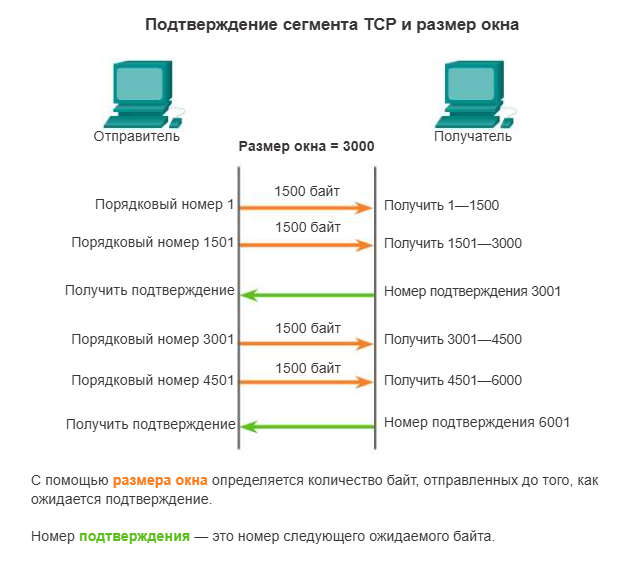 Подтверждение сегмента TCP и размер окна
Отправитель
Получатель
Размер окна = 3000
Порядковый номер 1
1500 байт
Получить 1—1500
Порядковый номер 1501
1500 байт
Получить 1501—3000
Получить подтверждение
Номер подтверждения 3001
Порядковый номер 3001
1500 байт
Получить 3001—4500
Порядковый номер 4501
1500 байт
Получить 4501—6000
Получить подтверждение
Номер подтверждения 6001
С помощью размера окна определяется количество байт, отправленных до того, как
ожидается подтверждение.
Номер подтверждения — это номер следующего ожидаемого байта.